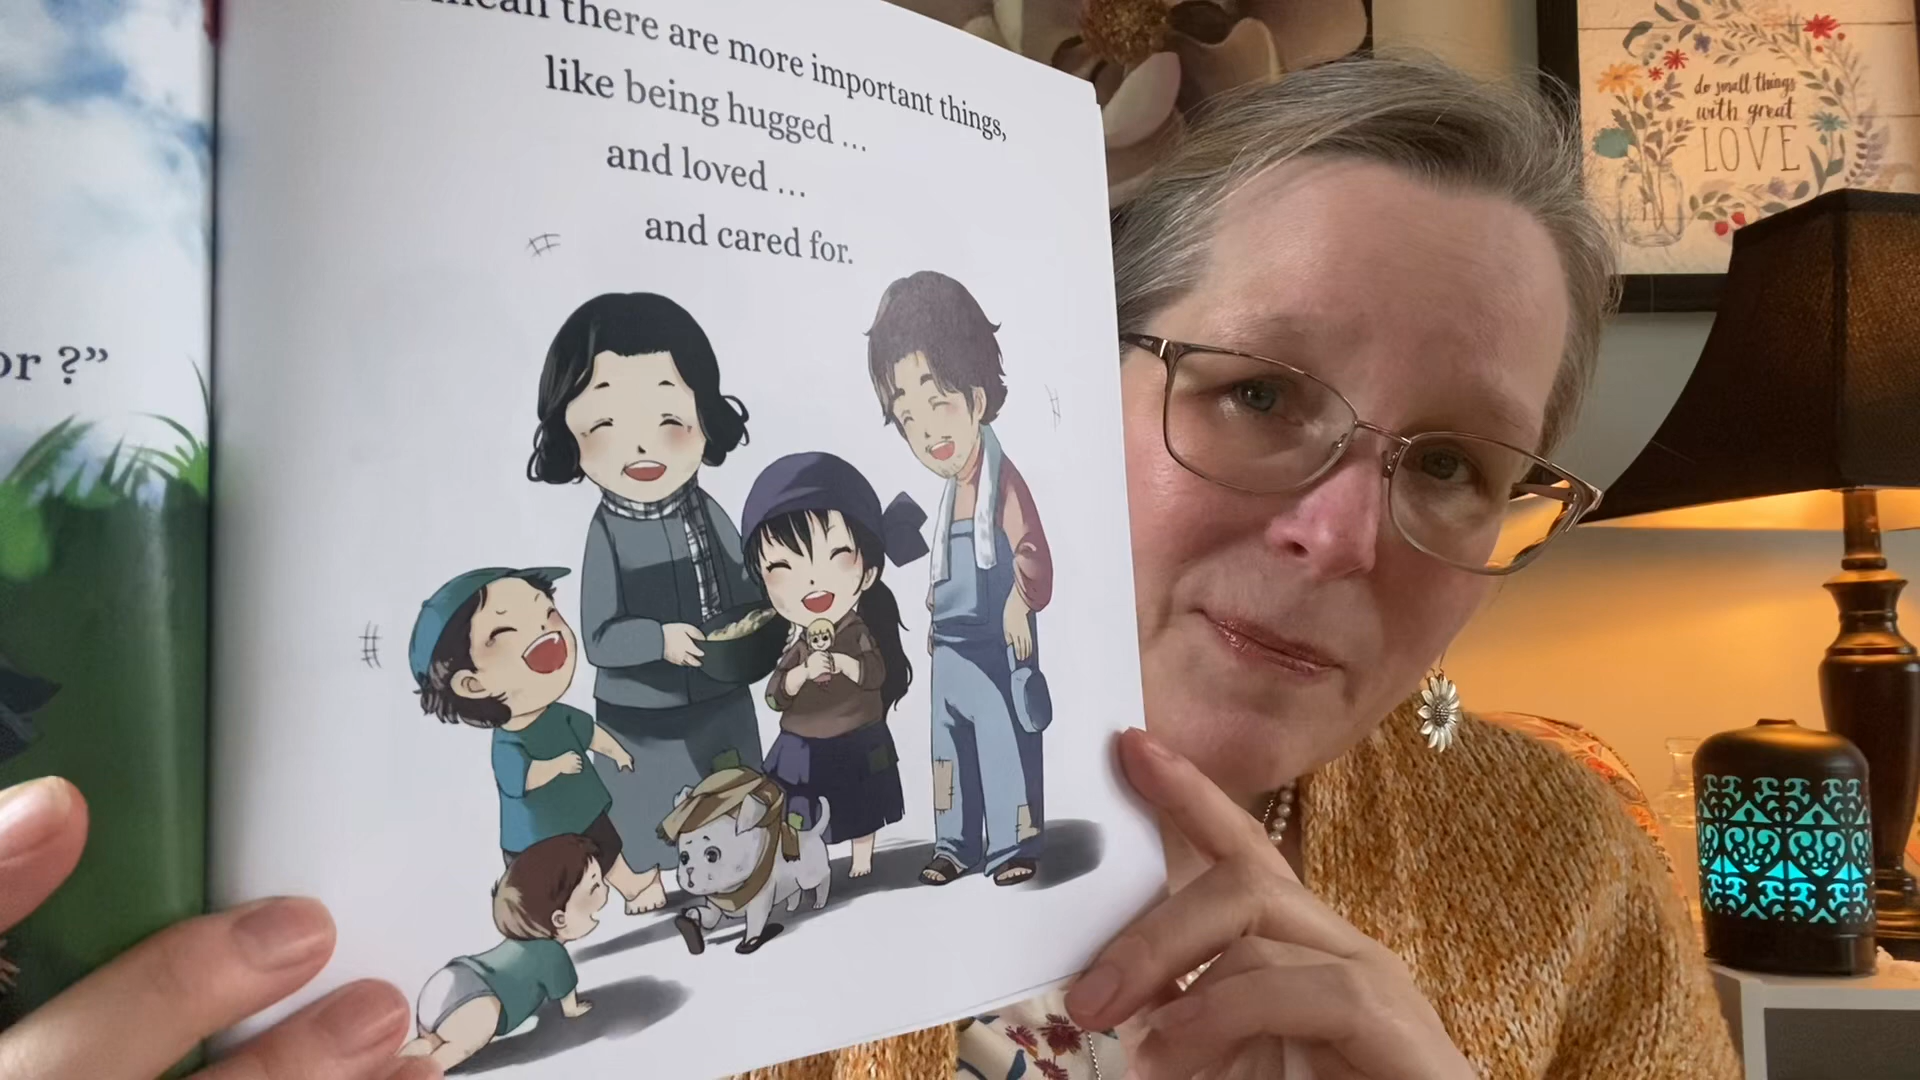 or ?”
mean there are more important things,
like being hugged ...
and loved ...
and cared for.
do small things
with great
LOVE